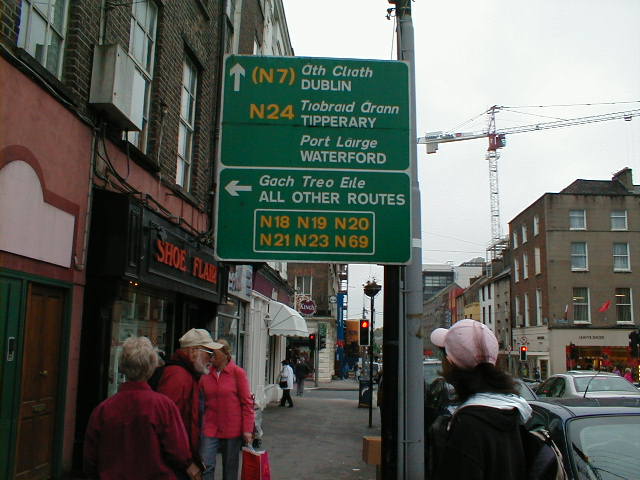 (N7) Áth Cliath
DUBLIN
N24 Tiobraid Árann
TIPPERARY
Port Láirge
WATERFORD
Gach Treo Eile
ALL OTHER ROUTES
N18 N19 N20
N21 N23 N69
SHOE FLAIR